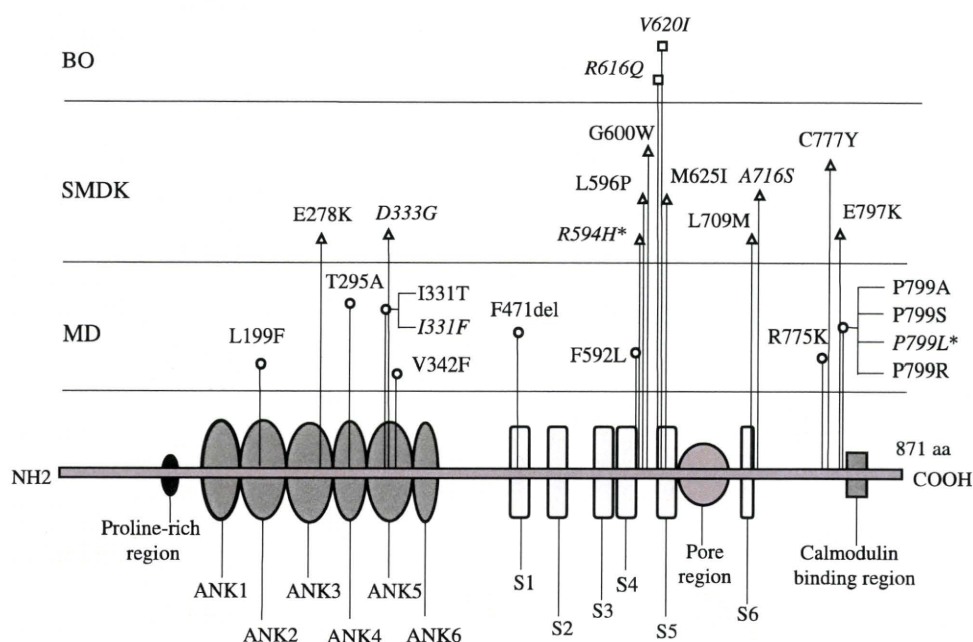 V620I
BO
R616Q
G600W
C777Y
SMDK
L596P
M625I
A716S
E278K
D333G
R594H*
L709M
E797K
T295A
I331T
I331F
F471del
P799A
P799S
P799L*
P799R
MD
L199F
V342F
F592L
R775K
871 aa
NH2
COOH
Proline-rich
region
Pore
region
Calmodulin
binding region
ANK1
ANK3
ANK5
S1
S4
ANK2
ANK4
ANK6
S2
S3
S5
S6